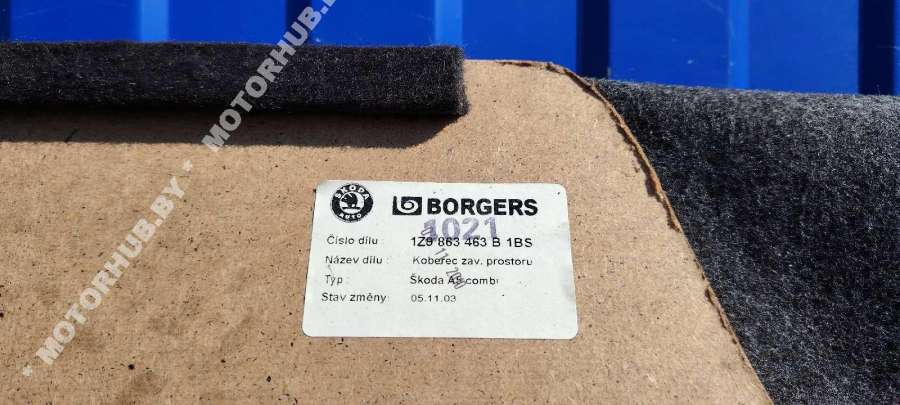 * MOTORHUB.BY * MOTORHUB.BY
ŠKODA
AUTO
BORGERS
1021
Číslo dílu : 1Z9 863 463 B 1BS
Název dílu : Koberec zav. prostoru
Typ : Škoda A5 combi
Stav změny : 05.11.03